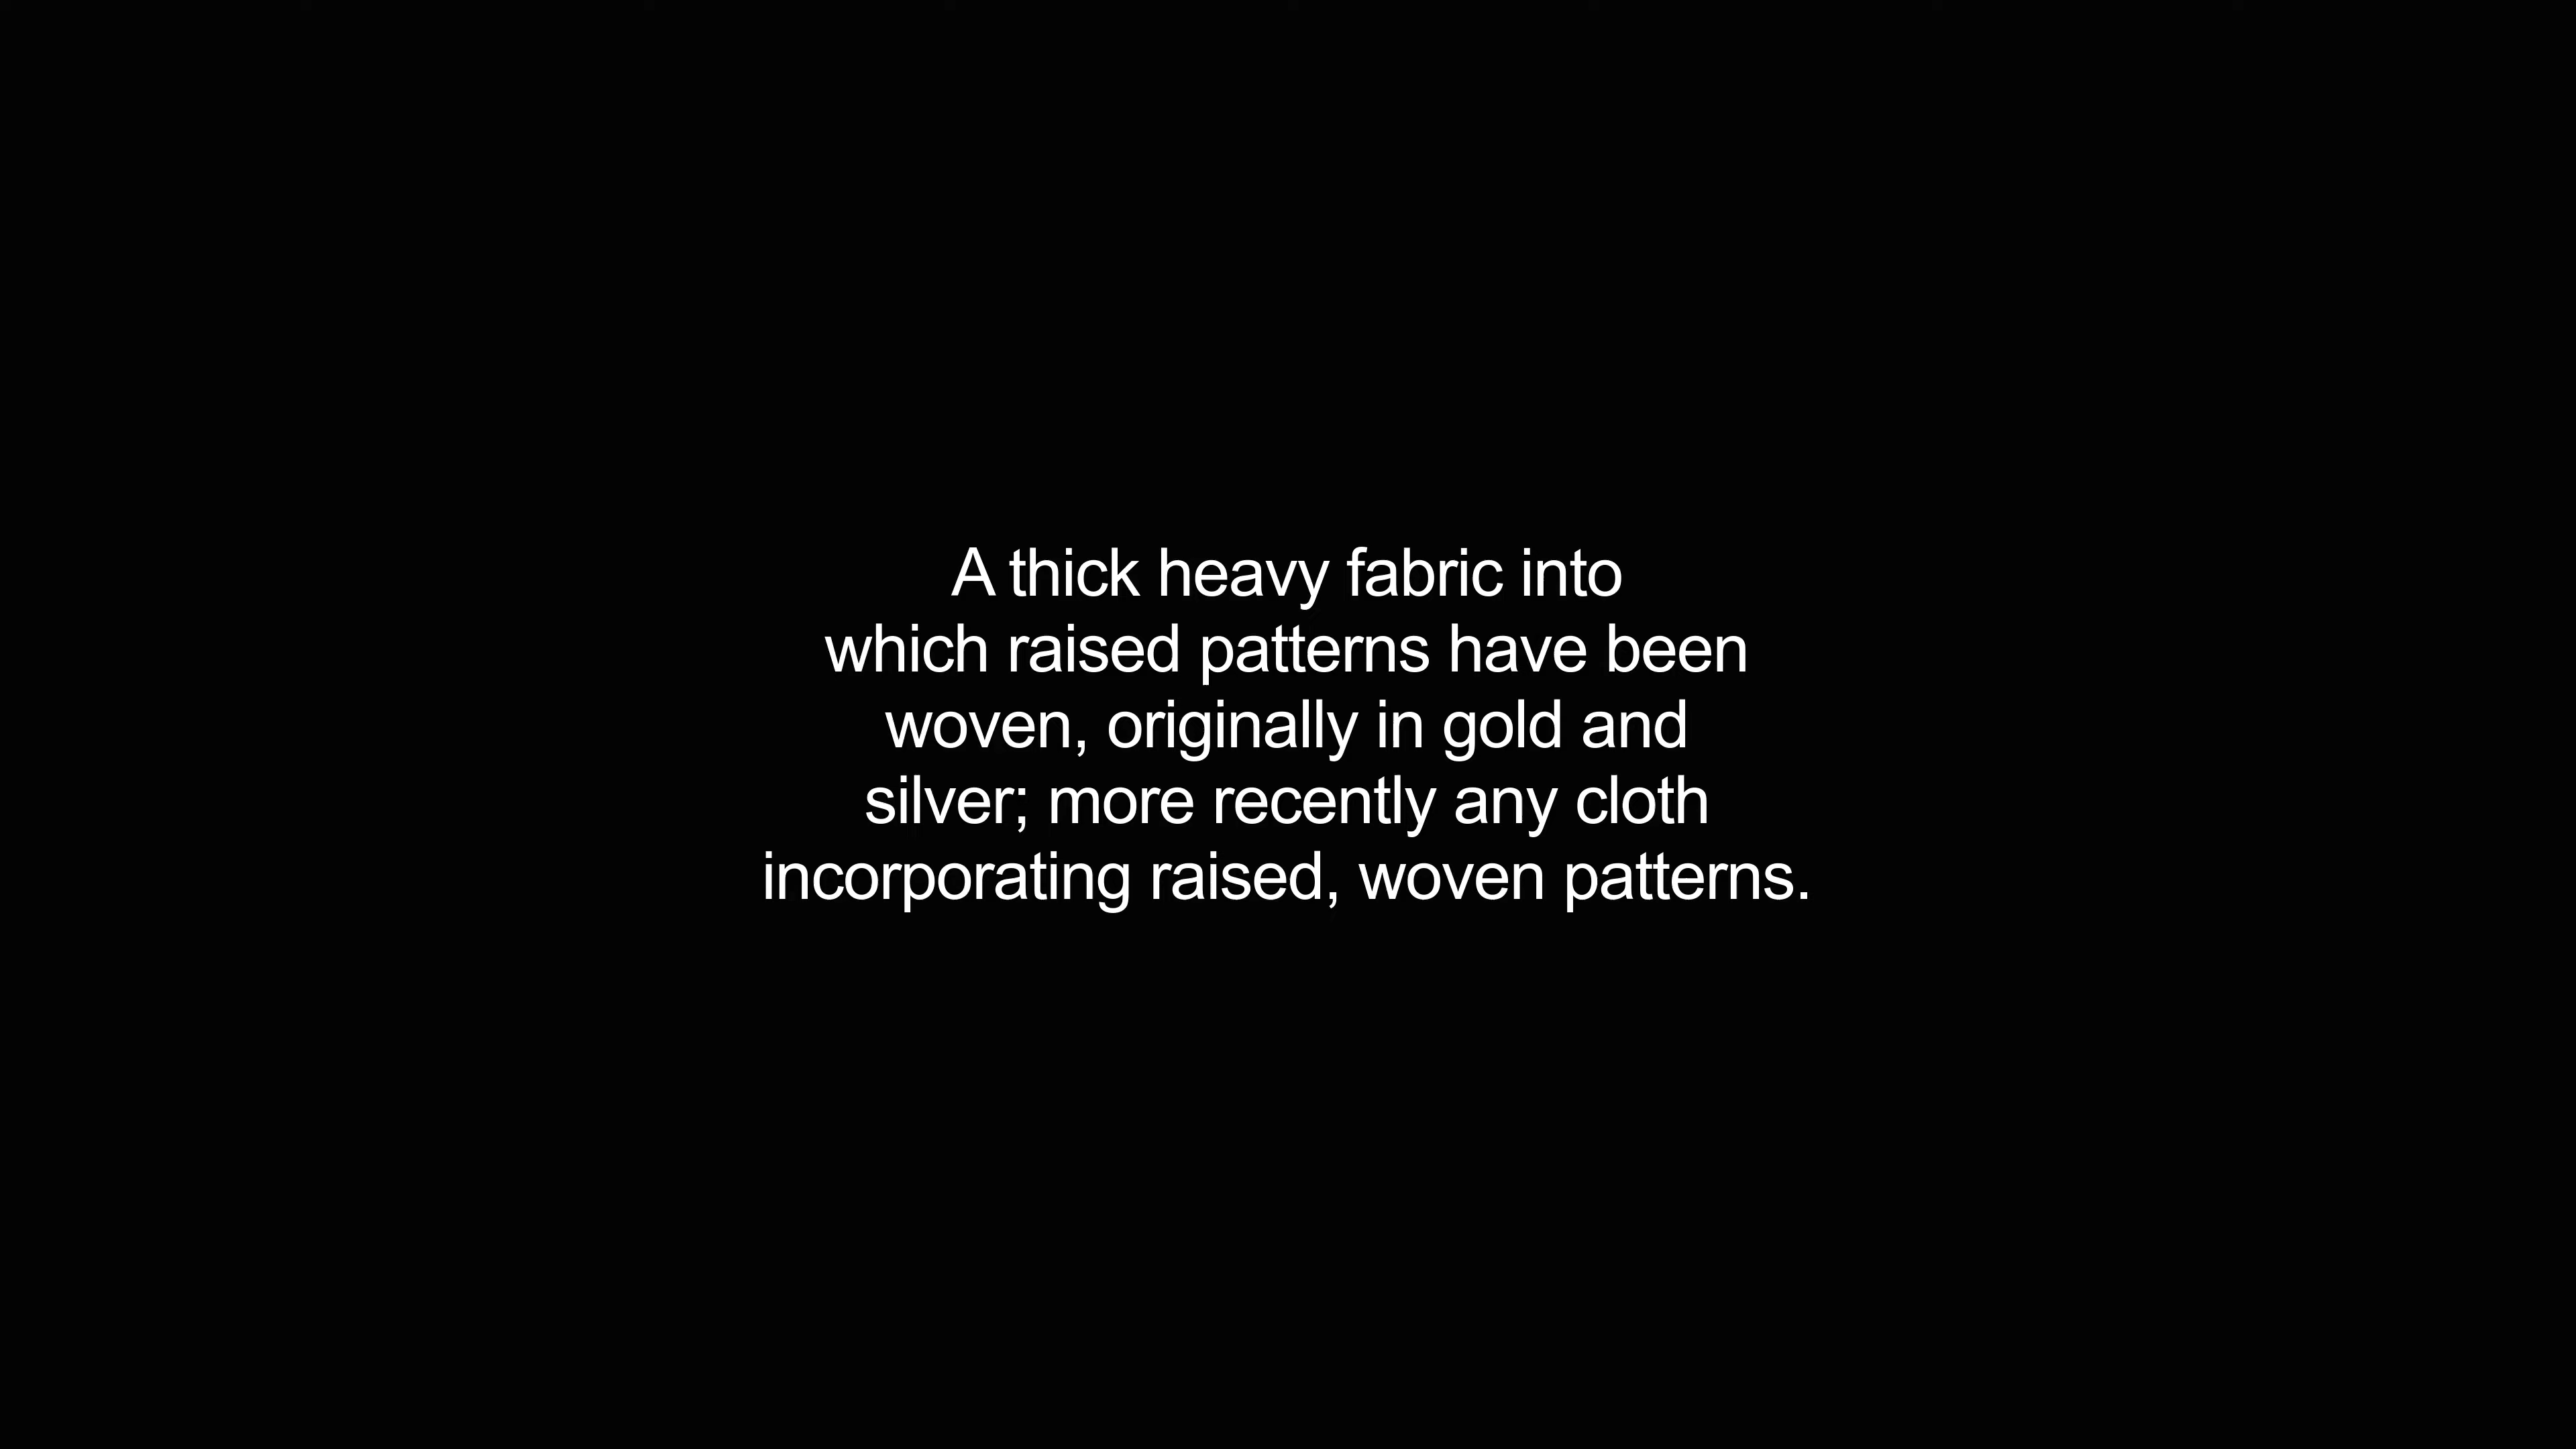 A thick heavy fabric into
which raised patterns have been
woven, originally in gold and
silver; more recently any cloth
incorporating raised, woven patterns.